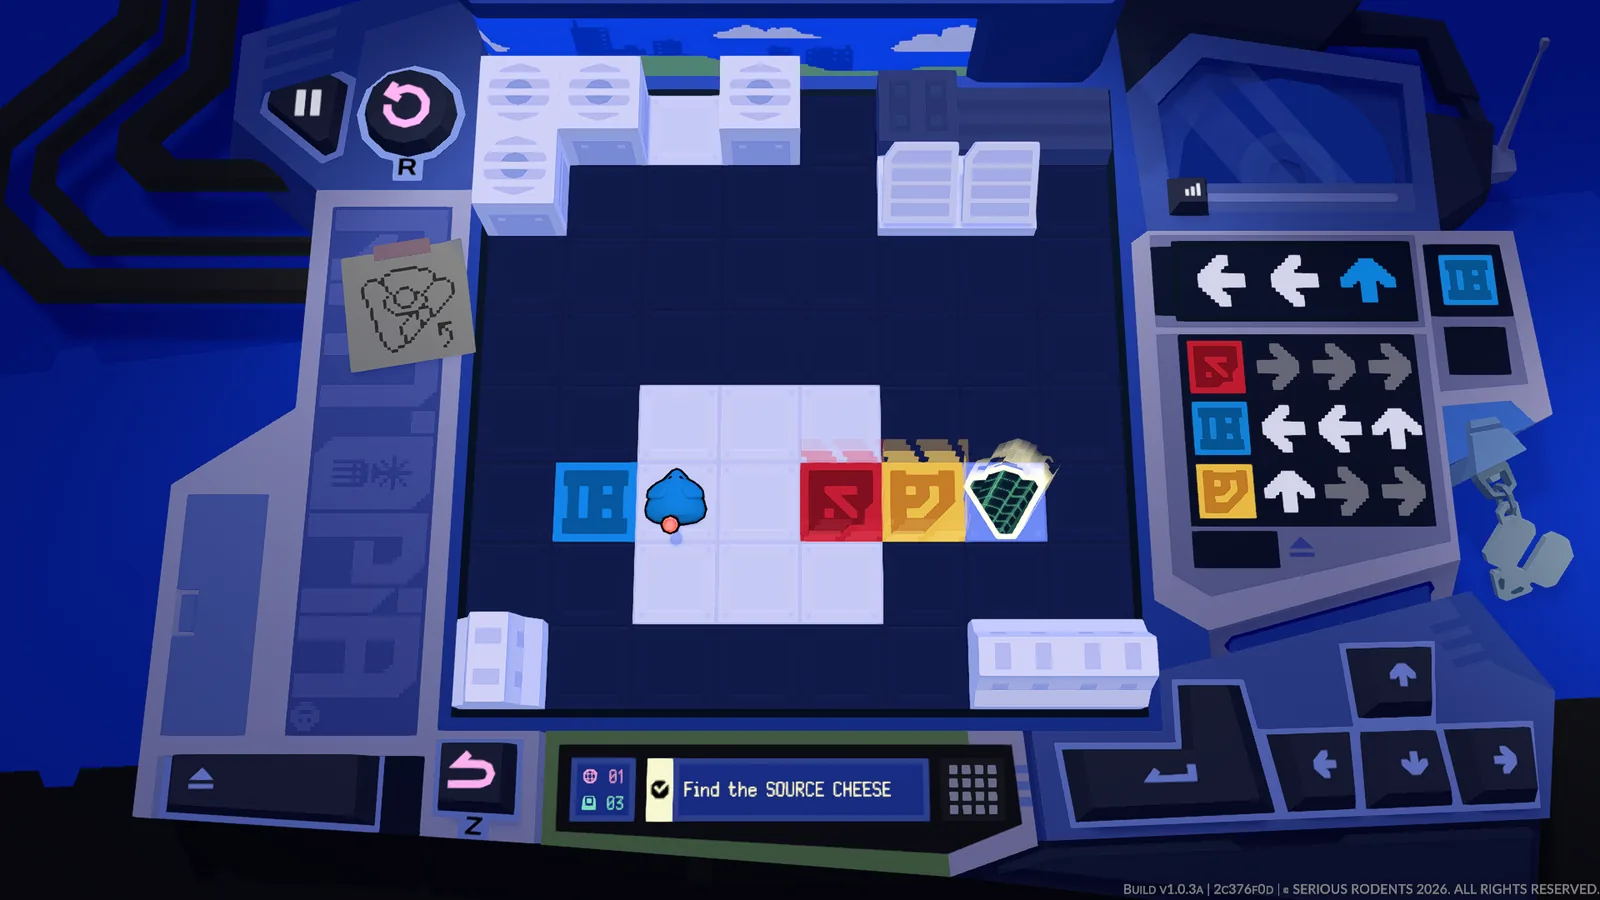 R
01
03
Find the SOURCE CHEESE
Z
BUILD V1.0.3A | 2C376F0D | © SERIOUS RODENTS 2026. ALL RIGHTS RESERVED.